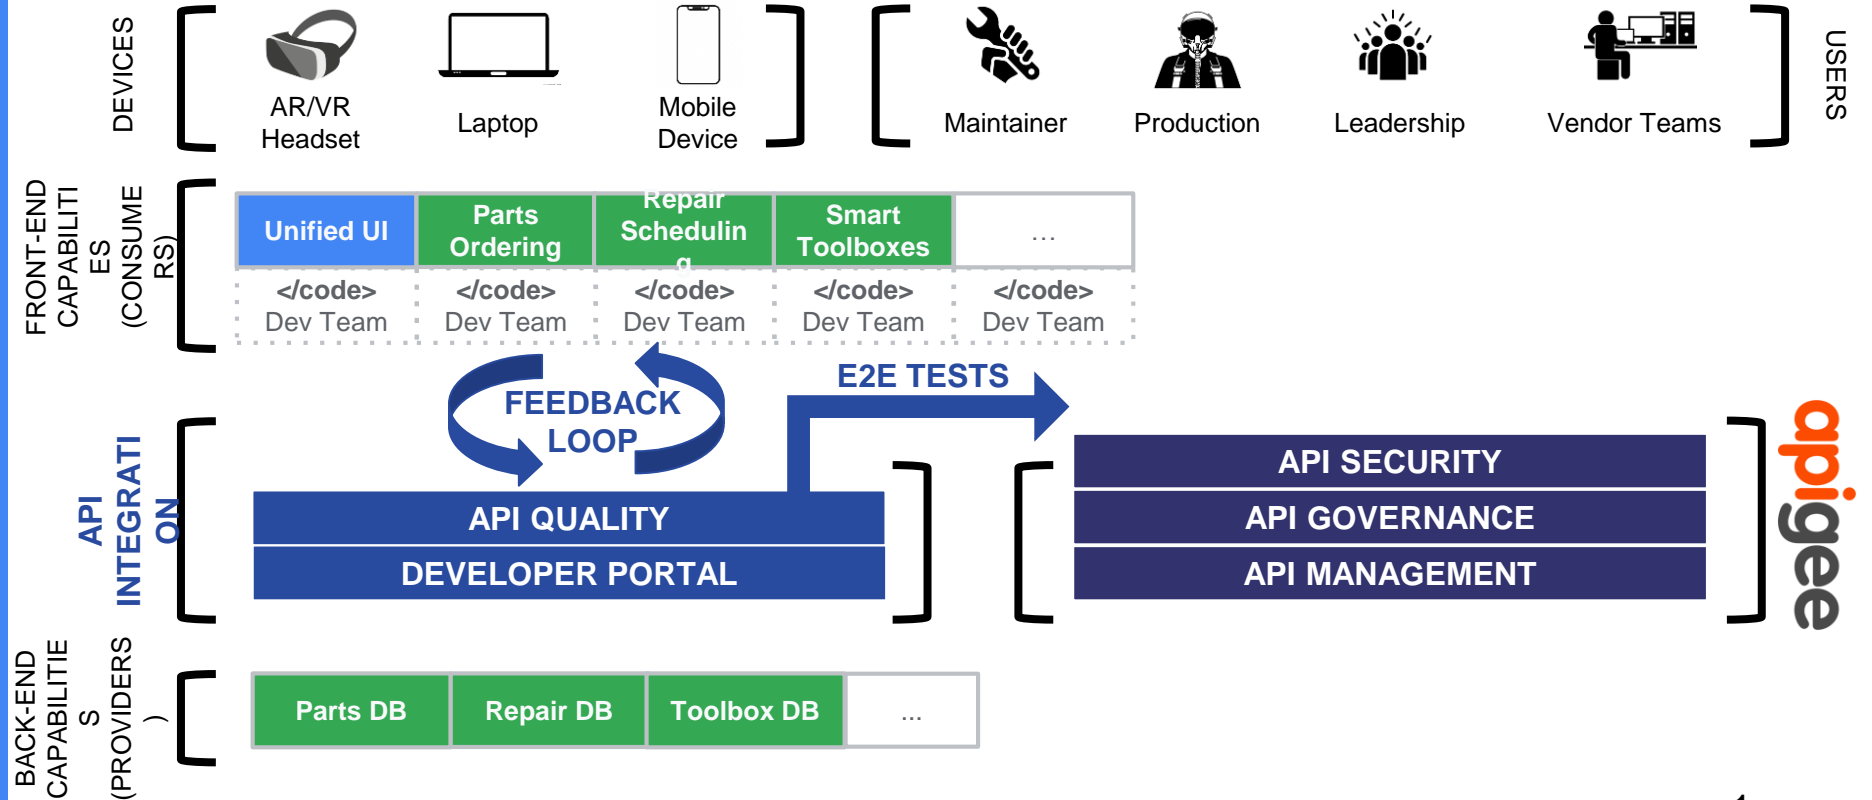 DEVICES
AR/VR
Headset
Laptop
Mobile
Device
Maintainer
Production
Leadership
Vendor Teams
USERS
FRONT-END
CAPABILITI
ES
(CONSUME
RS)
Unified UI
Parts
Ordering
Repair
Schedulin
g
Smart
Toolboxes
...
</code>
Dev Team
</code>
Dev Team
</code>
Dev Team
</code>
Dev Team
</code>
Dev Team
FEEDBACK
LOOP
E2E TESTS
API
INTEGRATI
ON
API QUALITY
DEVELOPER PORTAL
API SECURITY
API GOVERNANCE
API MANAGEMENT
apigee
BACK-END
CAPABILITIE
S
(PROVIDERS
)
Parts DB
Repair DB
Toolbox DB
...